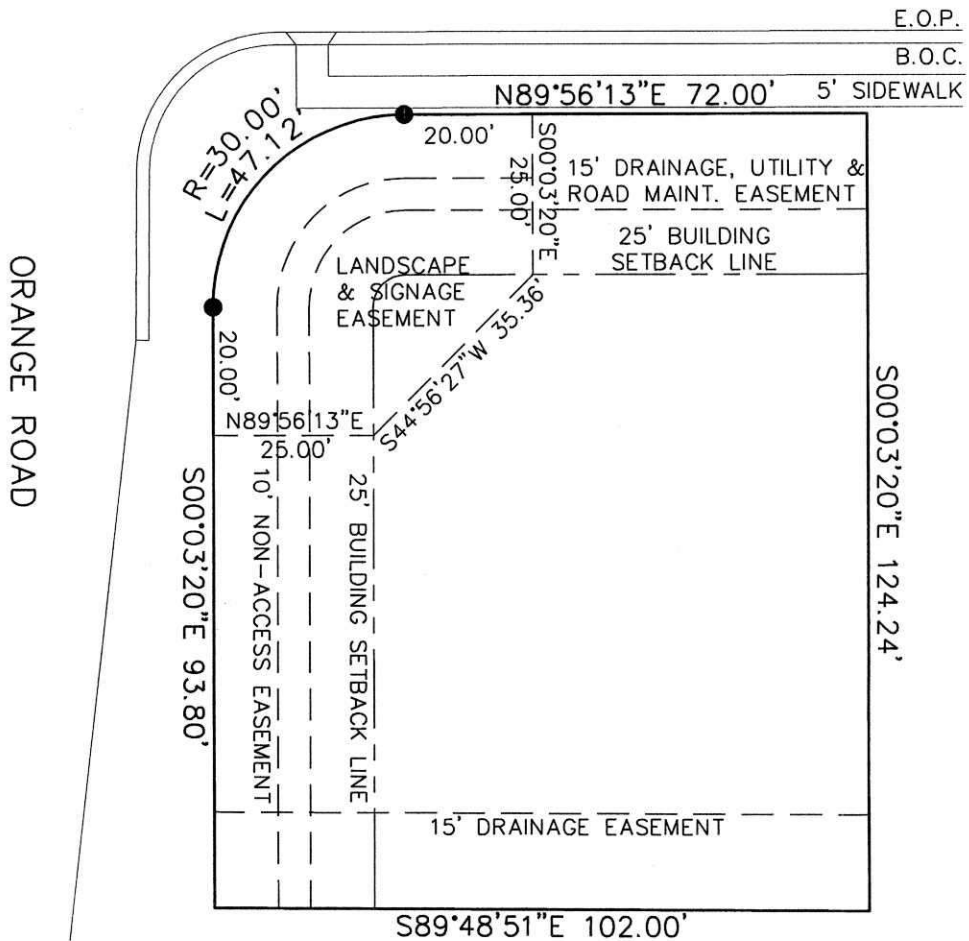 E.O.P.
B.O.C.
N89°56'13"E 72.00'
5' SIDEWALK
R=30.00'
L=47.12'
20.00'
S00°03'20"E
25.00'
15' DRAINAGE, UTILITY &
ROAD MAINT. EASEMENT
25' BUILDING
SETBACK LINE
LANDSCAPE
& SIGNAGE
EASEMENT
S44°56'27"W 35.36'
20.00'
N89°56'13"E
25.00'
ORANGE ROAD
S00°03'20"E 93.80'
10' NON-ACCESS EASEMENT
25' BUILDING SETBACK LINE
S00°03'20"E 124.24'
15' DRAINAGE EASEMENT
S89°48'51"E 102.00'